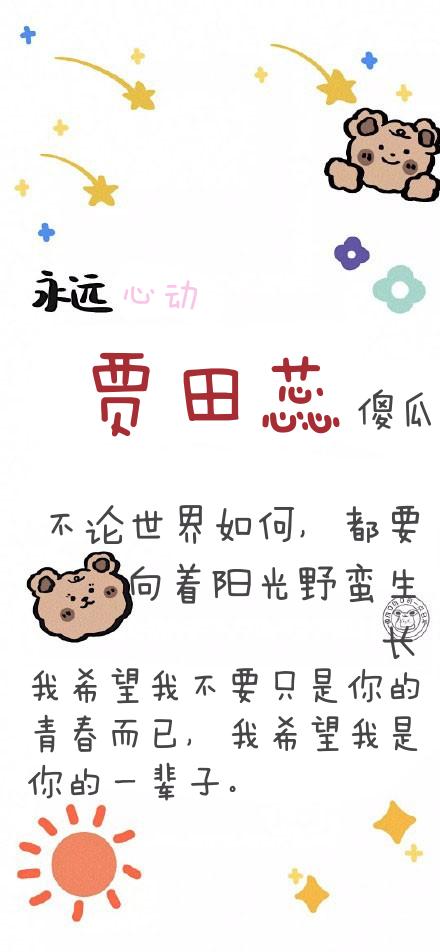 永远 心动
贾田蕊 傻瓜
不论世界如何, 都要
向着阳光野蛮生
长
我希望我不要只是你的
青春而已, 我希望我是
你的一辈子。